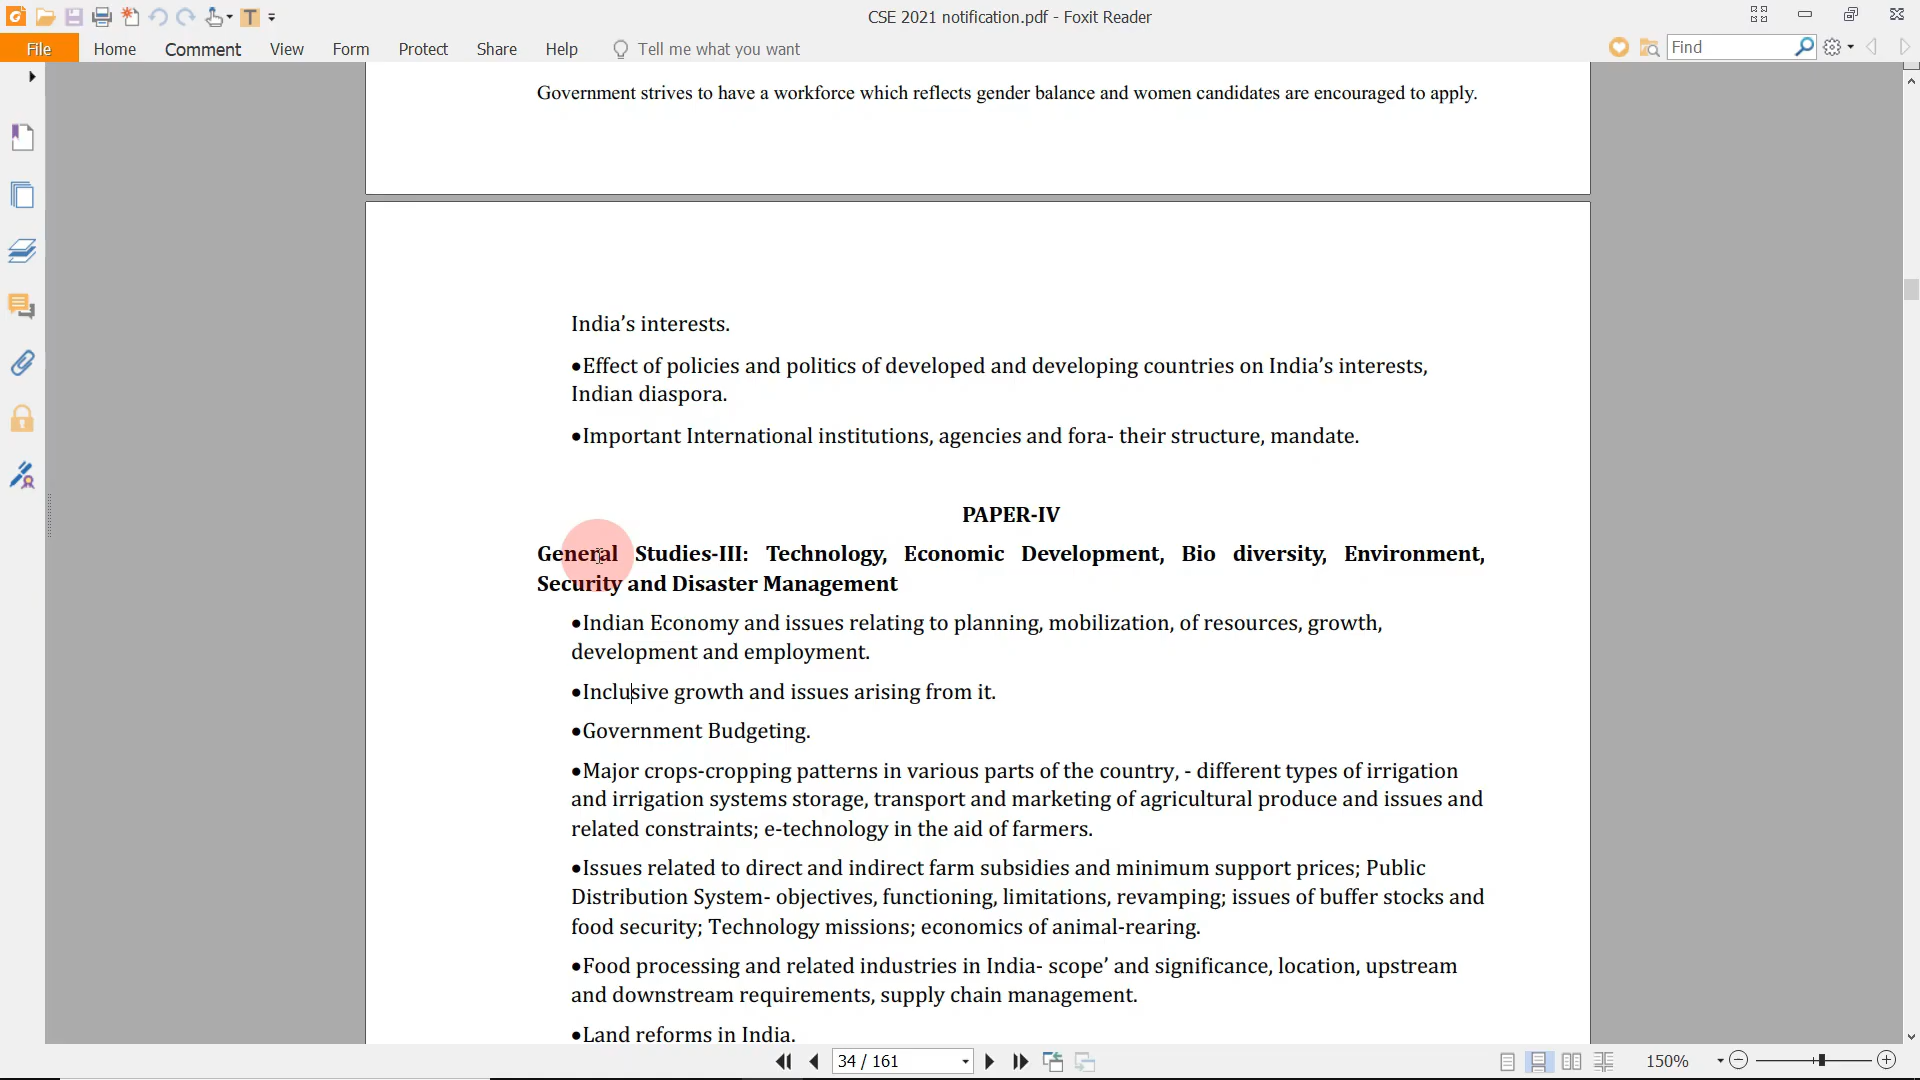 CSE 2021 notification.pdf - Foxit Reader
File Home Comment View Form Protect Share Help Tell me what you want Find
Government strives to have a workforce which reflects gender balance and women candidates are encouraged to apply.
India’s interests.
●Effect of policies and politics of developed and developing countries on India’s interests,
Indian diaspora.
●Important International institutions, agencies and fora- their structure, mandate.
PAPER-IV
General Studies-III: Technology, Economic Development, Bio diversity, Environment,
Security and Disaster Management
●Indian Economy and issues relating to planning, mobilization, of resources, growth,
development and employment.
●Inclusive growth and issues arising from it.
●Government Budgeting.
●Major crops-cropping patterns in various parts of the country, - different types of irrigation
and irrigation systems storage, transport and marketing of agricultural produce and issues and
related constraints; e-technology in the aid of farmers.
●Issues related to direct and indirect farm subsidies and minimum support prices; Public
Distribution System- objectives, functioning, limitations, revamping; issues of buffer stocks and
food security; Technology missions; economics of animal-rearing.
●Food processing and related industries in India- scope’ and significance, location, upstream
and downstream requirements, supply chain management.
●Land reforms in India.
34 / 161 150%